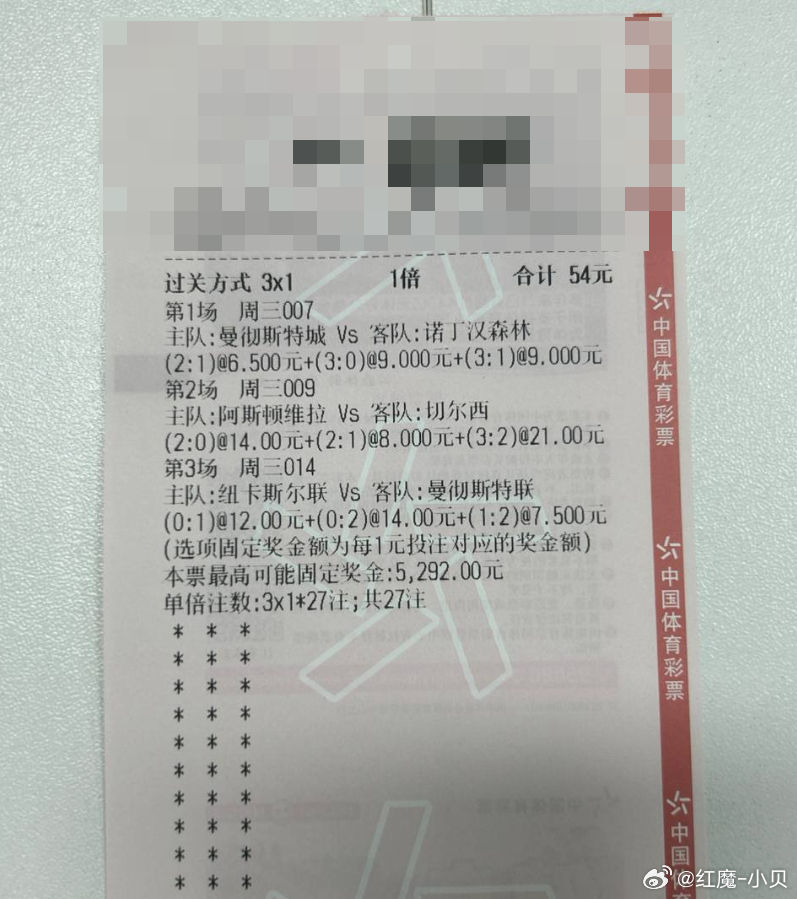 过关方式 3x1 1倍 合计 54元
第1场 周三007
主队:曼彻斯特城 Vs 客队:诺丁汉森林
(2:1)@6.500元+(3:0)@9.000元+(3:1)@9.000元
第2场 周三009
主队:阿斯顿维拉 Vs 客队:切尔西
(2:0)@14.00元+(2:1)@8.000元+(3:2)@21.00元
第3场 周三014
主队:纽卡斯尔联 Vs 客队:曼彻斯特联
(0:1)@12.00元+(0:2)@14.00元+(1:2)@7.500元
(选项固定奖金额为每1元投注对应的奖金额)
本票最高可能固定奖金:5,292.00元
单倍注数:3x1*27注;共27注
* * *
* * *
* * *
* * *
* * *
* * *
* * *
* * *
* * *
* * *
中国体育彩票
中国体育彩票
中国体育
@红魔-小贝